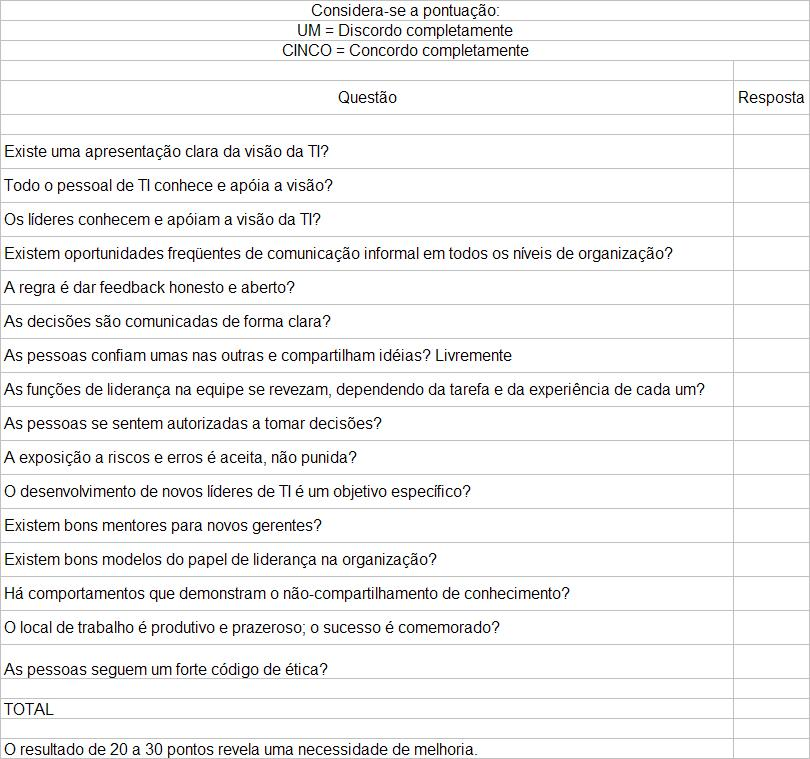 Considera-se a pontuação:
UM = Discordo completamente
CINCO = Concordo completamente
Questão Resposta
Existe uma apresentação clara da visão da TI?
Todo o pessoal de TI conhece e apóia a visão?
Os líderes conhecem e apóiam a visão da TI?
Existem oportunidades freqüentes de comunicação informal em todos os níveis de organização?
A regra é dar feedback honesto e aberto?
As decisões são comunicadas de forma clara?
As pessoas confiam umas nas outras e compartilham idéias? Livremente
As funções de liderança na equipe se revezam, dependendo da tarefa e da experiência de cada um?
As pessoas se sentem autorizadas a tomar decisões?
A exposição a riscos e erros é aceita, não punida?
O desenvolvimento de novos líderes de TI é um objetivo específico?
Existem bons mentores para novos gerentes?
Existem bons modelos do papel de liderança na organização?
Há comportamentos que demonstram o não-compartilhamento de conhecimento?
O local de trabalho é produtivo e prazeroso; o sucesso é comemorado?
As pessoas seguem um forte código de ética?
TOTAL
O resultado de 20 a 30 pontos revela uma necessidade de melhoria.